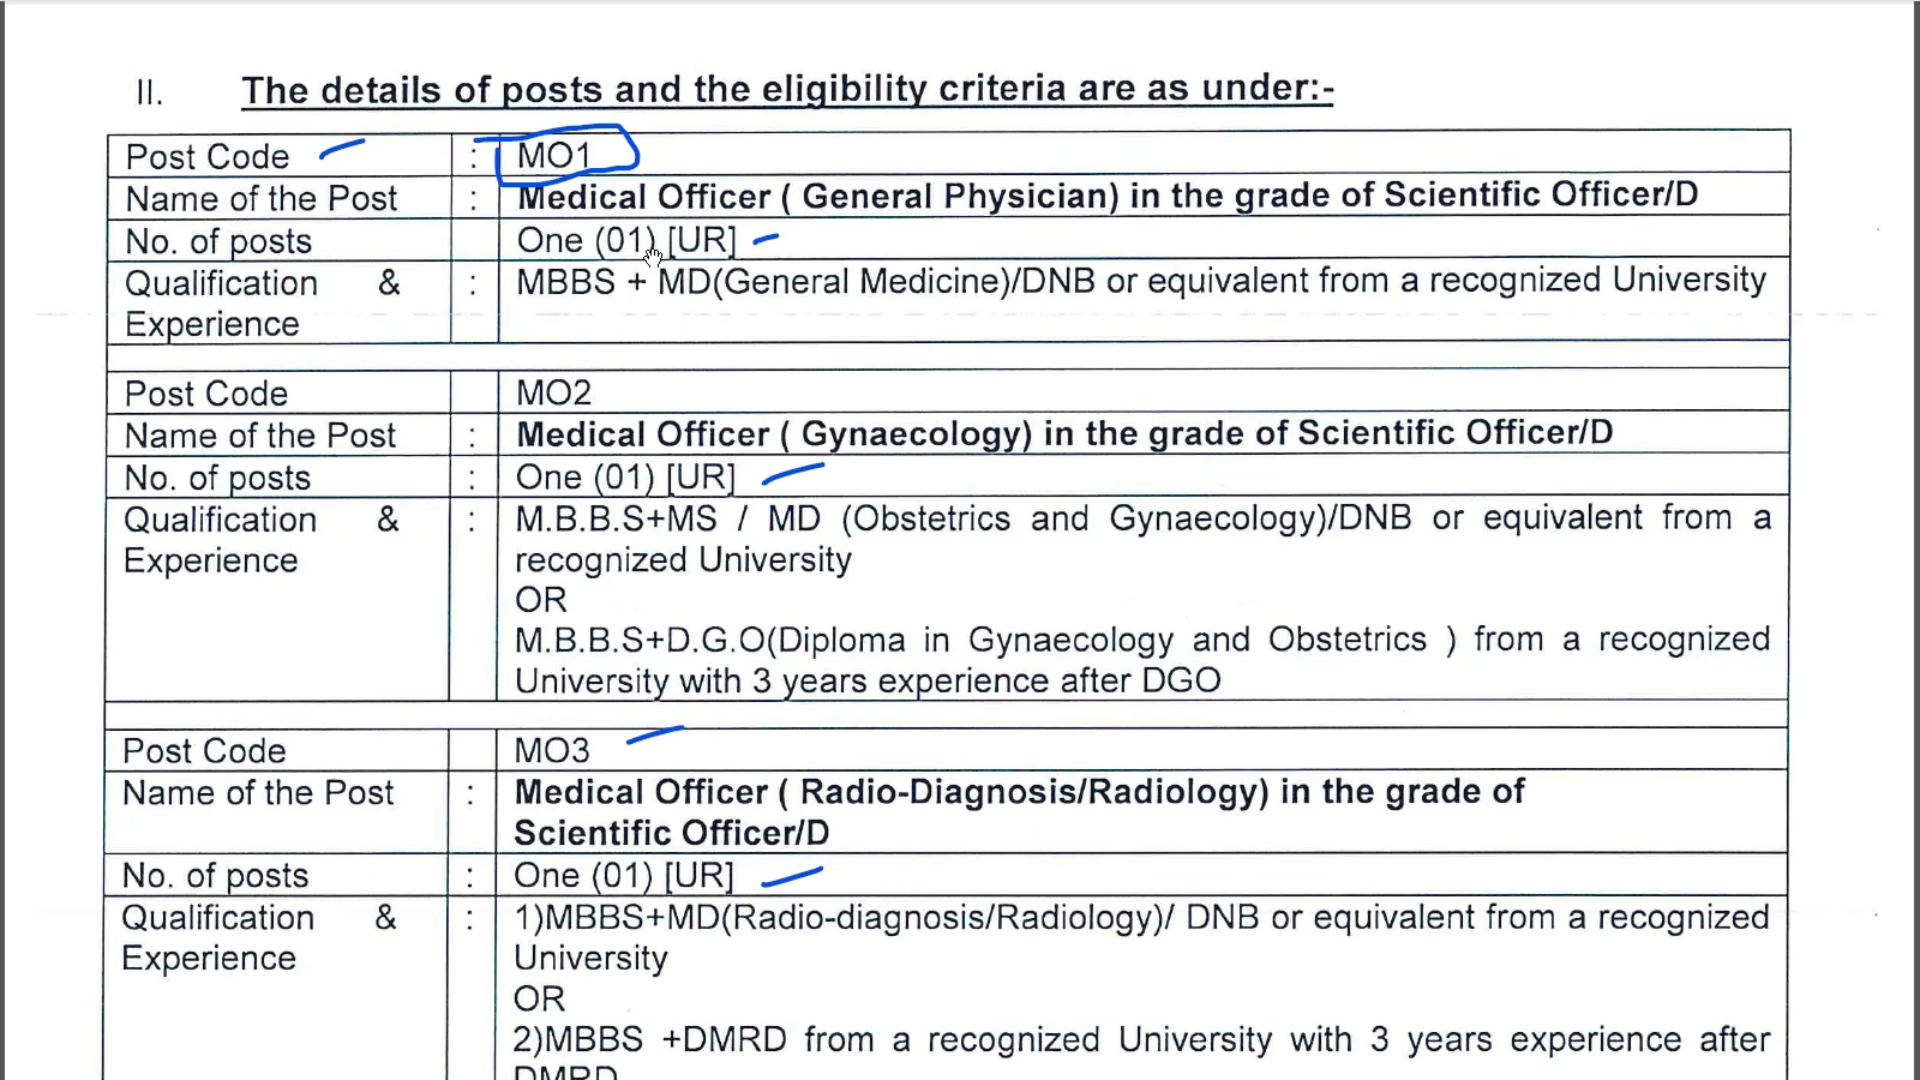 II. The details of posts and the eligibility criteria are as under:-
Post Code : MO1
Name of the Post : Medical Officer ( General Physician) in the grade of Scientific Officer/D
No. of posts One (01) [UR]
Qualification & : MBBS + MD(General Medicine)/DNB or equivalent from a recognized University
Experience
Post Code MO2
Name of the Post : Medical Officer ( Gynaecology) in the grade of Scientific Officer/D
No. of posts : One (01) [UR]
Qualification & : M.B.B.S+MS / MD (Obstetrics and Gynaecology)/DNB or equivalent from a
Experience recognized University
OR
M.B.B.S+D.G.O(Diploma in Gynaecology and Obstetrics ) from a recognized
University with 3 years experience after DGO
Post Code MO3
Name of the Post : Medical Officer ( Radio-Diagnosis/Radiology) in the grade of
Scientific Officer/D
No. of posts : One (01) [UR]
Qualification & : 1)MBBS+MD(Radio-diagnosis/Radiology)/ DNB or equivalent from a recognized
Experience University
OR
2)MBBS +DMRD from a recognized University with 3 years experience after
DMRD